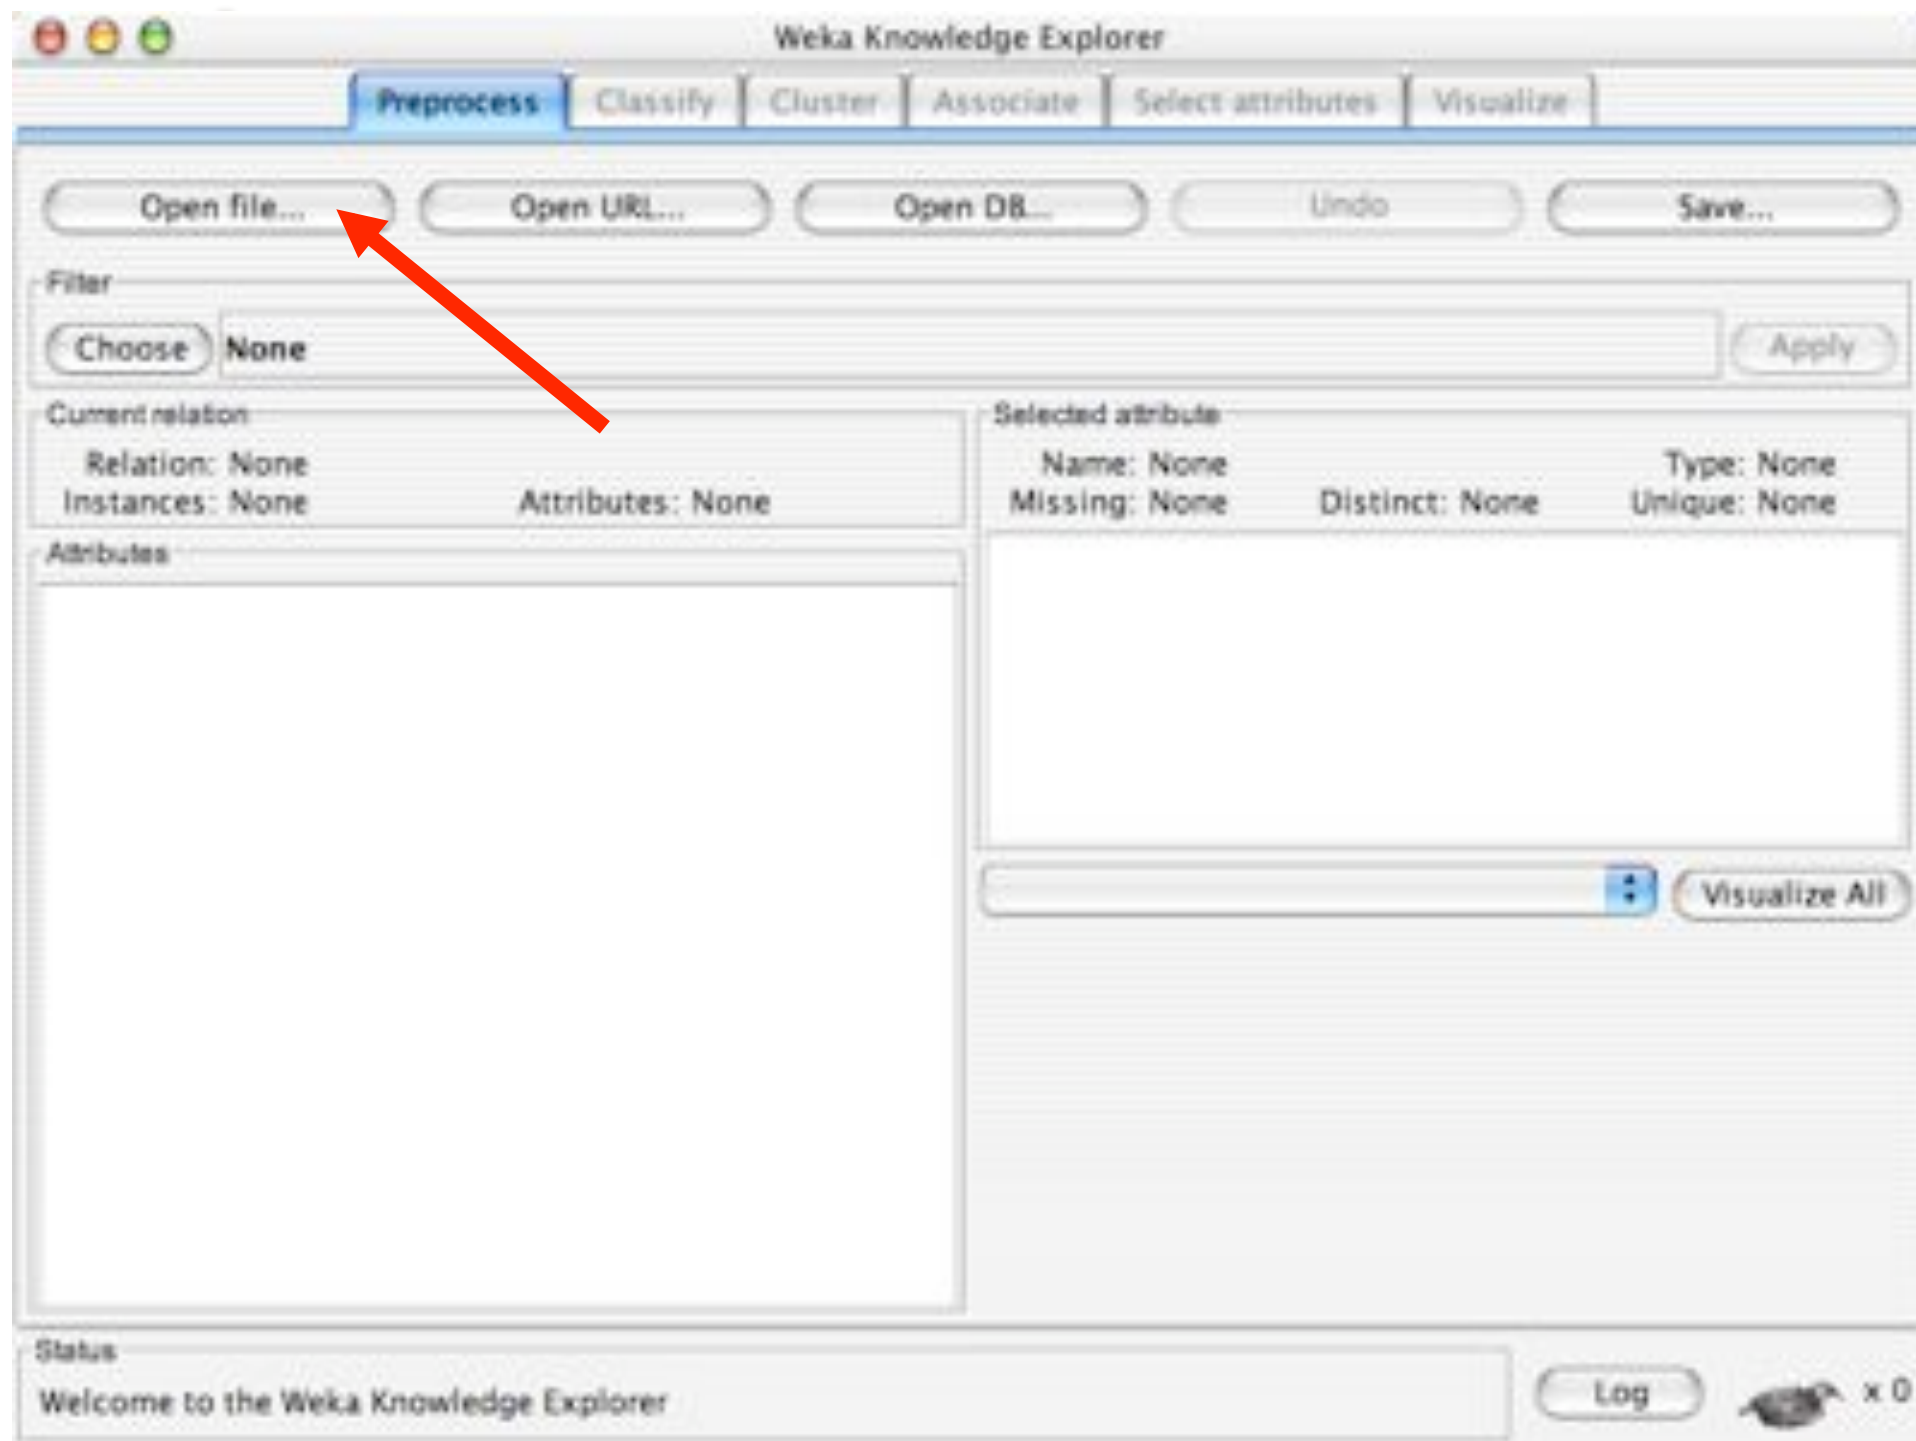 Weka Knowledge Explorer
Preprocess Classify Cluster Associate Select attributes Visualize
Open file... Open URL... Open DB... Undo Save...
Filter
Choose None Apply
Current relation
Relation: None
Instances: None Attributes: None
Selected attribute
Name: None Type: None
Missing: None Distinct: None Unique: None
Attributes
Visualize All
Status
Welcome to the Weka Knowledge Explorer
Log x 0